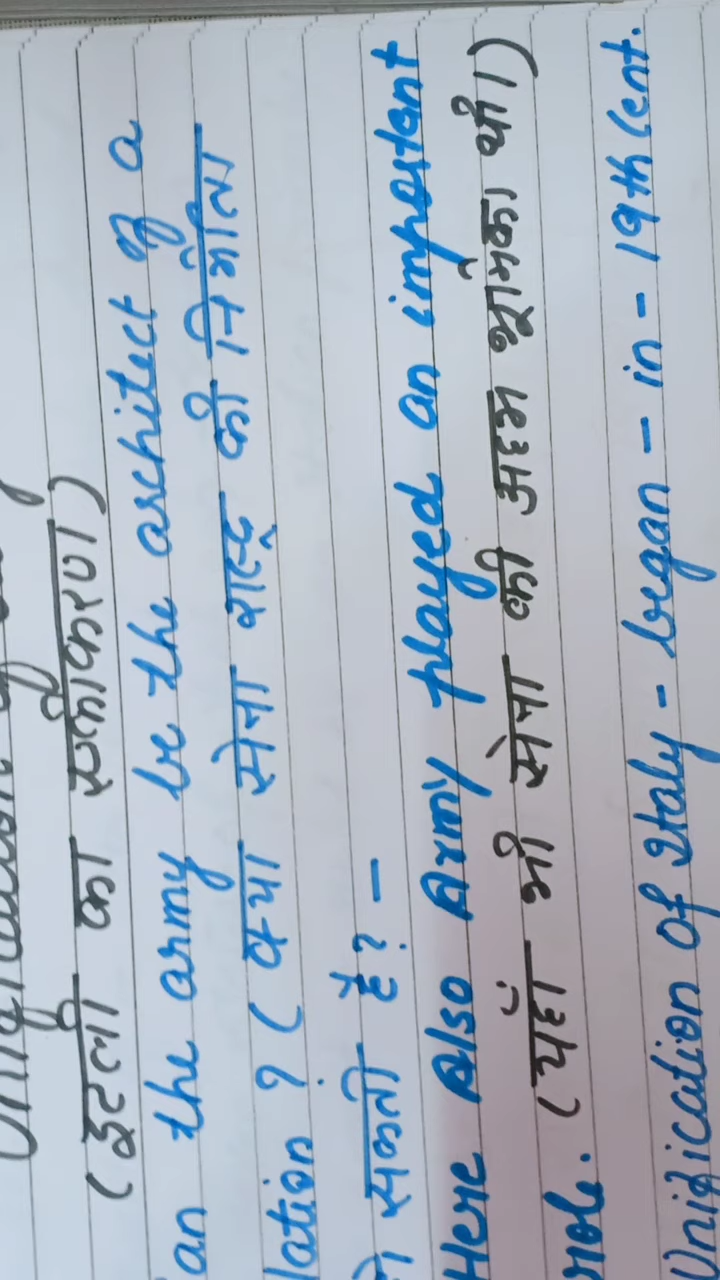 (इटली का एकीकरण)
an the army be the architect of a
lation ? ( क्या सेना राष्ट्र की निर्माता
सकती है? -
Here Also Army played an important
role. (यहाँ भी सेना की अहम भूमिका थी।)
Unification of Italy - began - in - 19th Cent.